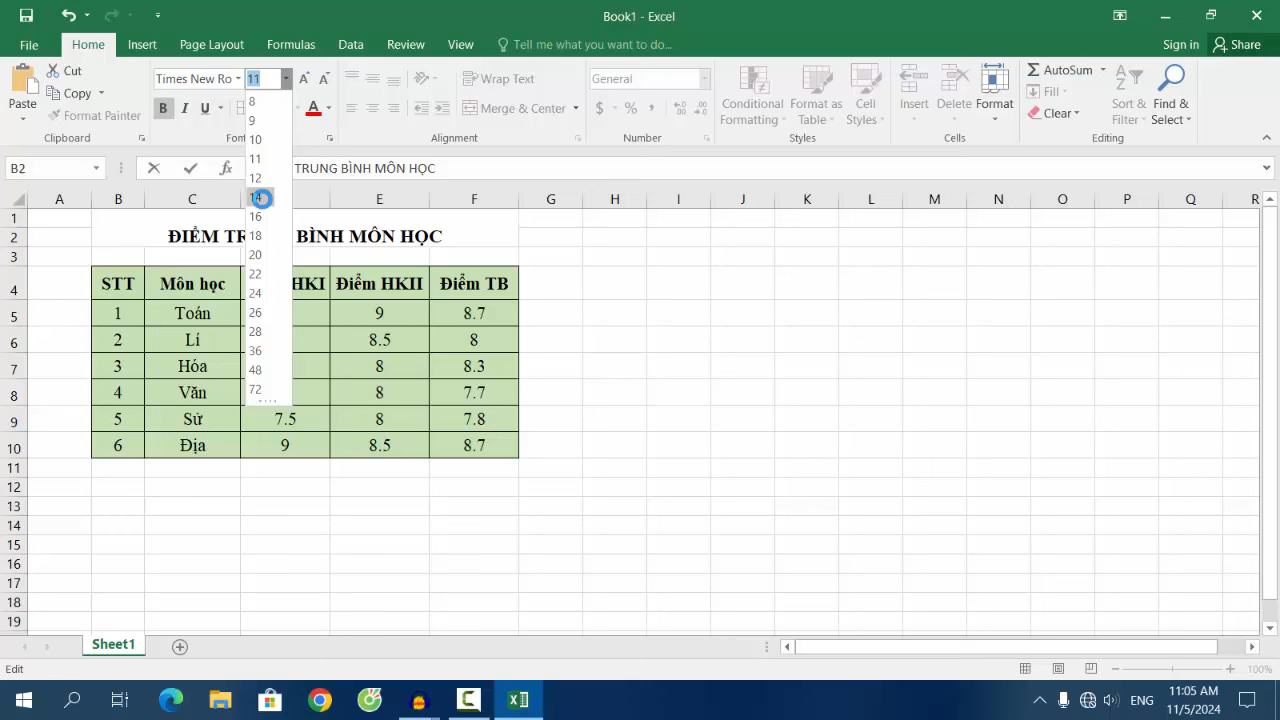 Book1 - Excel
File Home Insert Page Layout Formulas Data Review View Tell me what you want to do... Sign in Share
Paste
Cut
Copy
Format Painter
Clipboard
Times New Ro 11
B I U A
8
9
10
11
12
14
16
18
20
22
24
26
28
36
48
72
Wrap Text
Merge & Center
Alignment
General
$ % ,
Number
Conditional Formatting
Format as Table
Cell Styles
Styles
Insert
Delete
Format
Cells
AutoSum
Fill
Clear
Sort & Filter
Find & Select
Editing
B2 fx TRUNG BÌNH MÔN HỌC
A B C E F G H I J K L M N O P Q R
1
2 ĐIỂM TR BÌNH MÔN HỌC
3
4 STT Môn học HKI Điểm HKII Điểm TB
5 1 Toán 9 8.7
6 2 Lí 8.5 8
7 3 Hóa 8 8.3
8 4 Văn 8 7.7
9 5 Sử 7.5 8 7.8
10 6 Địa 9 8.5 8.7
11
12
13
14
15
16
17
18
19
Sheet1
Edit 100%
ENG
11:05 AM
11/5/2024